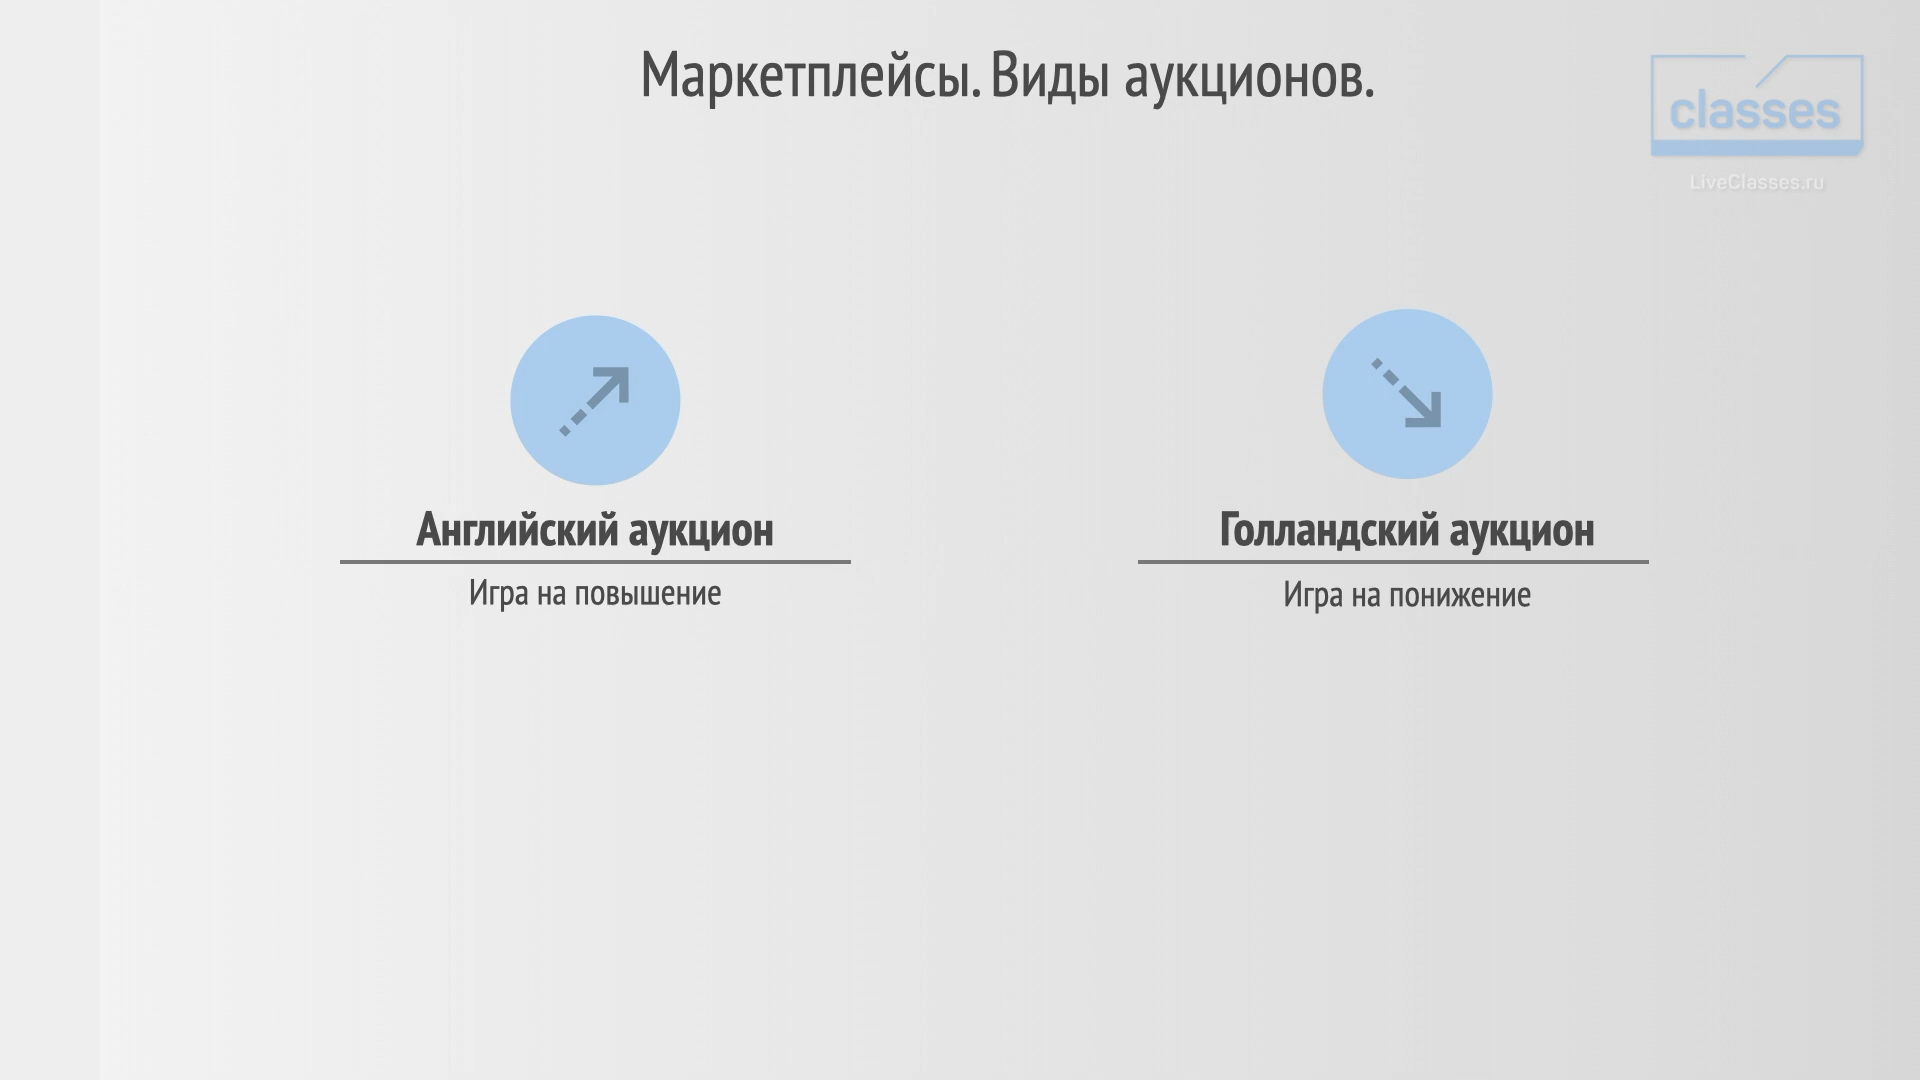 Маркетплейсы. Виды аукционов.
classes
LiveClasses.ru
Английский аукцион
Игра на повышение
Голландский аукцион
Игра на понижение